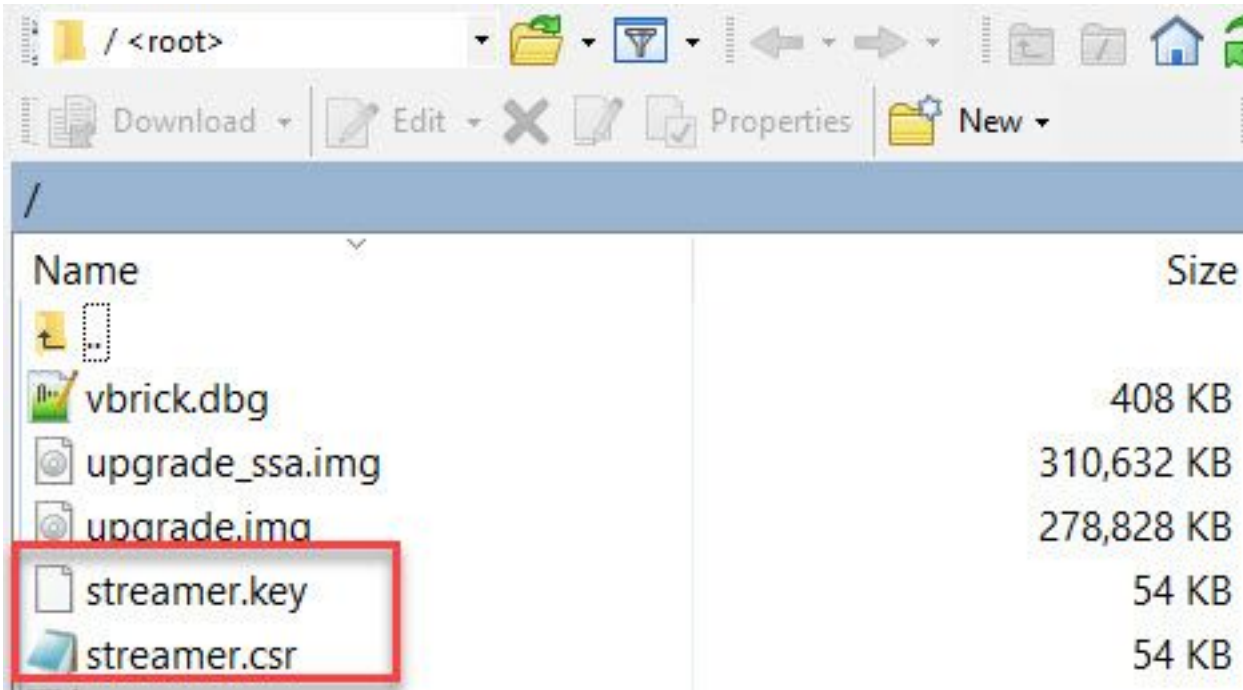 / <root>
Download Edit Properties New
/
Name Size
..
vbrick.dbg 408 KB
upgrade_ssa.img 310,632 KB
upgrade.img 278,828 KB
streamer.key 54 KB
streamer.csr 54 KB